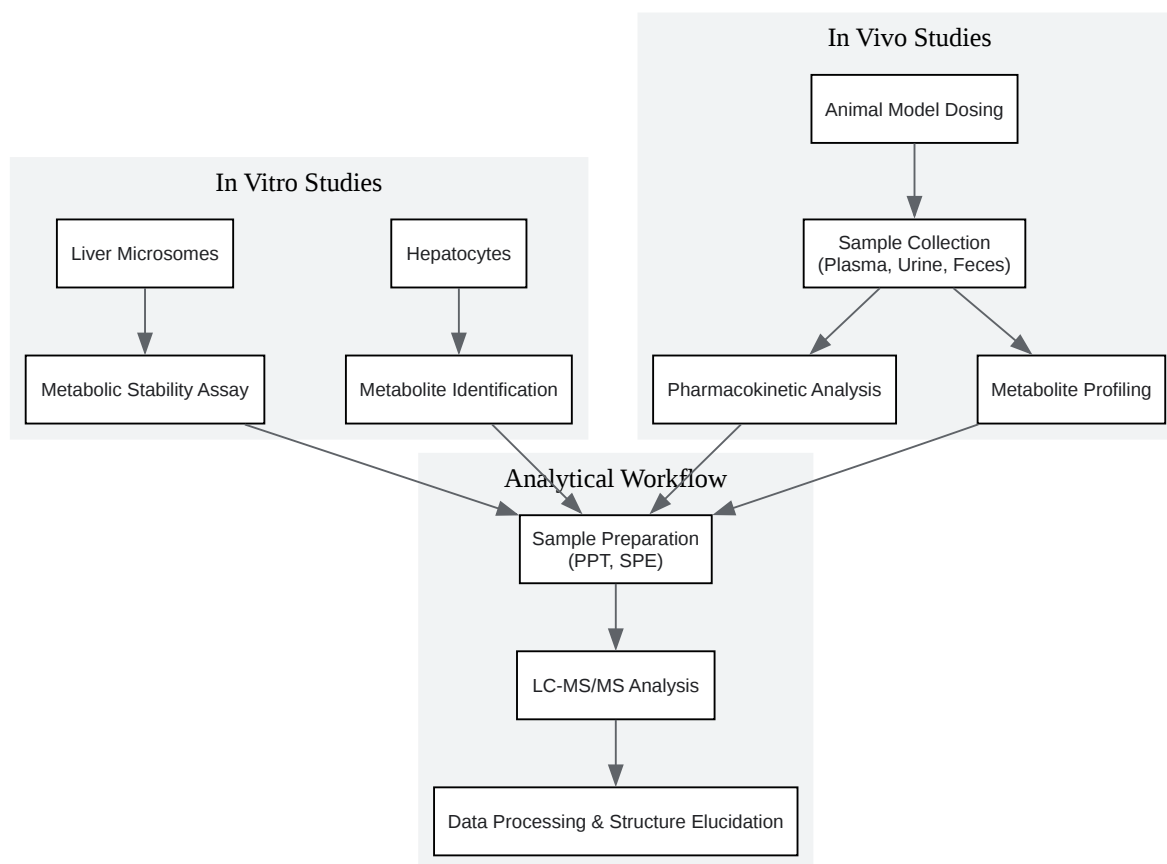 In Vivo Studies
Animal Model Dosing
Sample Collection
(Plasma, Urine, Feces)
Pharmacokinetic Analysis
Metabolite Profiling
In Vitro Studies
Liver Microsomes
Hepatocytes
Metabolic Stability Assay
Metabolite Identification
Analytical Workflow
Sample Preparation
(PPT, SPE)
LC-MS/MS Analysis
Data Processing & Structure Elucidation